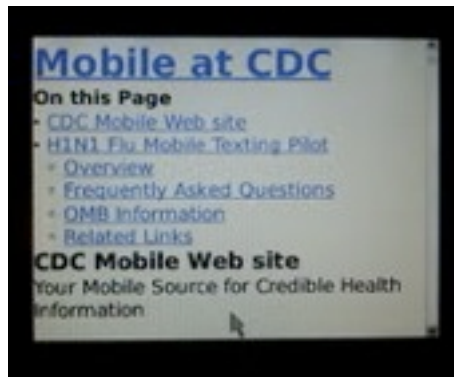 Mobile at CDC
On this Page
• CDC Mobile Web site
• H1N1 Flu Mobile Texting Pilot
Overview
Frequently Asked Questions
OMB Information
Related Links
CDC Mobile Web site
Your Mobile Source for Credible Health
Information